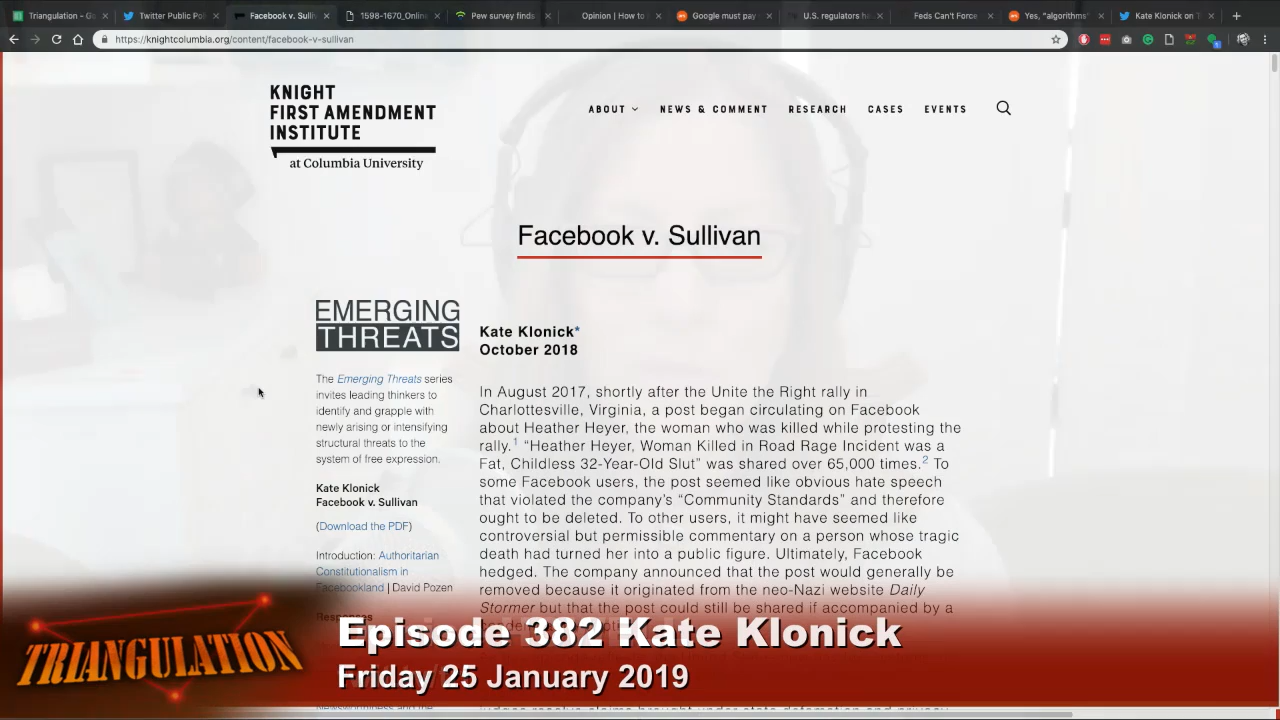 Triangulation - G
Twitter Public Pol
Facebook v. Sulliv
1598-1670_Online
Pew survey finds
Opinion | How to
Google must pay
U.S. regulators ha
Feds Can't Force
Yes, "algorithms"
Kate Klonick on T
https://knightcolumbia.org/content/facebook-v-sullivan
KNIGHT
FIRST AMENDMENT
INSTITUTE
at Columbia University
ABOUT NEWS & COMMENT RESEARCH CASES EVENTS
Facebook v. Sullivan
EMERGING
THREATS
The Emerging Threats series
invites leading thinkers to
identify and grapple with
newly arising or intensifying
structural threats to the
system of free expression.
Kate Klonick
Facebook v. Sullivan
(Download the PDF)
Introduction: Authoritarian
Constitutionalism in
Facebookland | David Pozen
Responses
Kate Klonick*
October 2018
In August 2017, shortly after the Unite the Right rally in
Charlottesville, Virginia, a post began circulating on Facebook
about Heather Heyer, the woman who was killed while protesting the
rally.1 “Heather Heyer, Woman Killed in Road Rage Incident was a
Fat, Childless 32-Year-Old Slut” was shared over 65,000 times.2 To
some Facebook users, the post seemed like obvious hate speech
that violated the company’s “Community Standards” and therefore
ought to be deleted. To other users, it might have seemed like
controversial but permissible commentary on a person whose tragic
death had turned her into a public figure. Ultimately, Facebook
hedged. The company announced that the post would generally be
removed because it originated from the neo-Nazi website Daily
Stormer but that the post could still be shared if accompanied by a
TRIANGULATION
Episode 382 Kate Klonick
Friday 25 January 2019